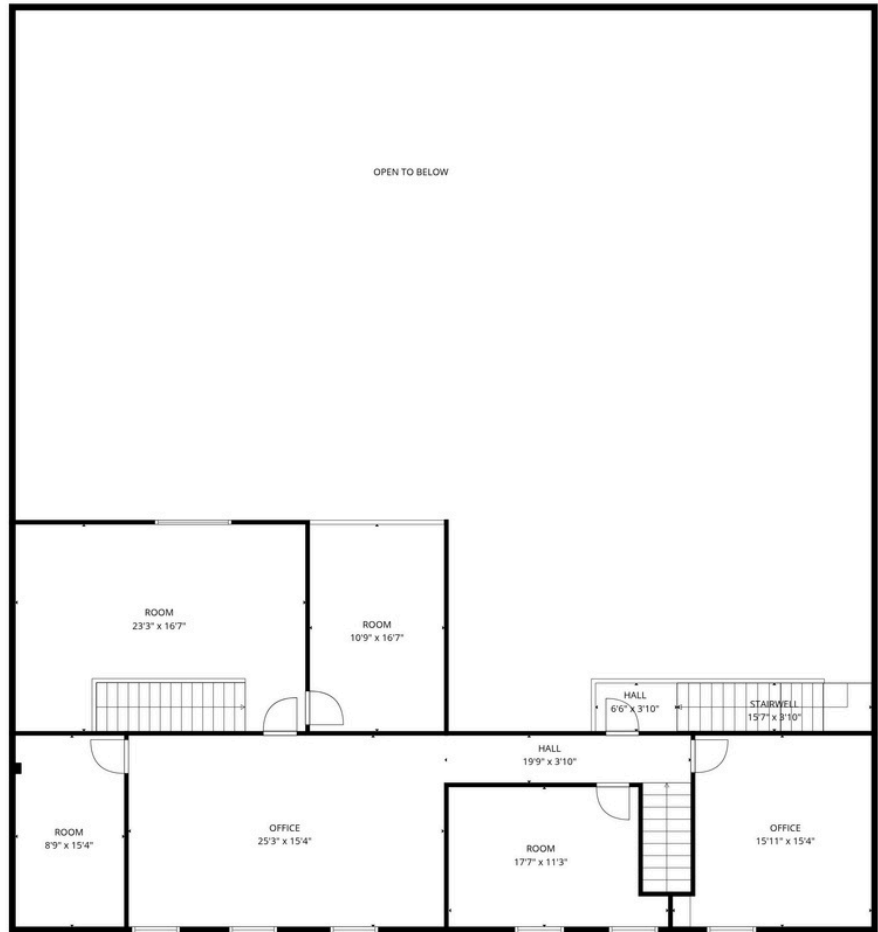 OPEN TO BELOW
ROOM
23'3" x 16'7"
ROOM
10'9" x 16'7"
HALL
6'6" x 3'10"
STAIRWELL
15'7" x 3'10"
HALL
19'9" x 3'10"
ROOM
8'9" x 15'4"
OFFICE
25'3" x 15'4"
ROOM
17'7" x 11'3"
OFFICE
15'11" x 15'4"